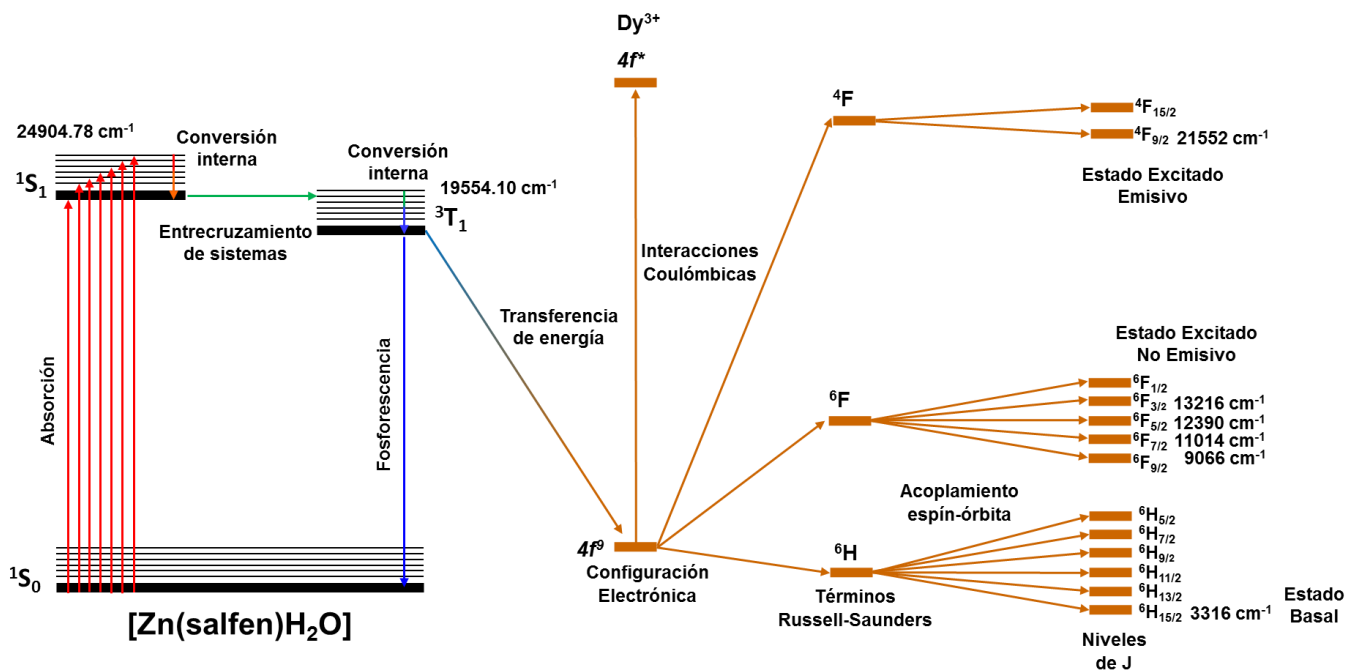 24904.78 cm⁻¹
Conversión
interna
¹S₁
Entrecruzamiento
de sistemas
Conversión
interna
19554.10 cm⁻¹
³T₁
Absorción
Fosforescencia
¹S₀
[Zn(salfen)H₂O]
Transferencia
de energía
Dy³⁺
4f*
Interacciones
Coulómbicas
4f⁹
Configuración
Electrónica
⁴F
⁶F
Acoplamiento
espín-órbita
⁶H
Términos
Russell-Saunders
⁴F₁₅/₂
⁴F₉/₂ 21552 cm⁻¹
Estado Excitado
Emisivo
Estado Excitado
No Emisivo
⁶F₁/₂
⁶F₃/₂ 13216 cm⁻¹
⁶F₅/₂ 12390 cm⁻¹
⁶F₇/₂ 11014 cm⁻¹
⁶F₉/₂ 9066 cm⁻¹
⁶H₅/₂
⁶H₇/₂
⁶H₉/₂
⁶H₁₁/₂
⁶H₁₃/₂
⁶H₁₅/₂ 3316 cm⁻¹
Estado
Basal
Niveles
de J